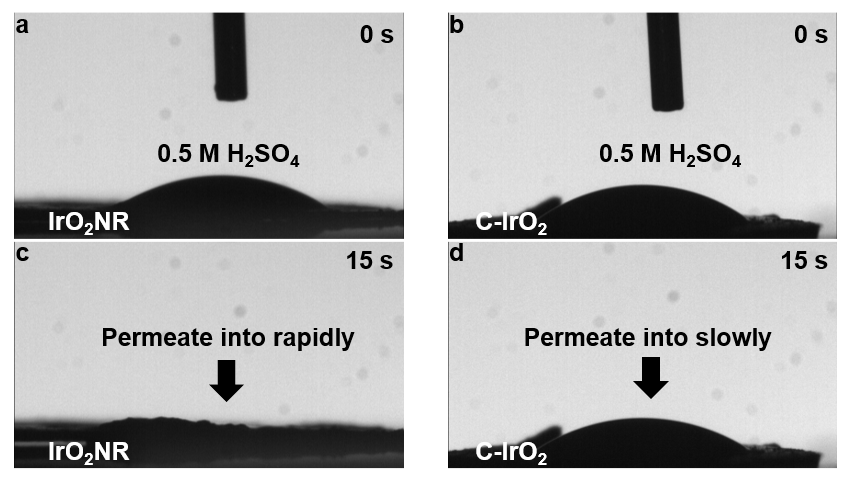 a
0 s
0.5 M H₂SO₄
IrO₂NR
b
0 s
0.5 M H₂SO₄
C-IrO₂
c
15 s
Permeate into rapidly
IrO₂NR
d
15 s
Permeate into slowly
C-IrO₂